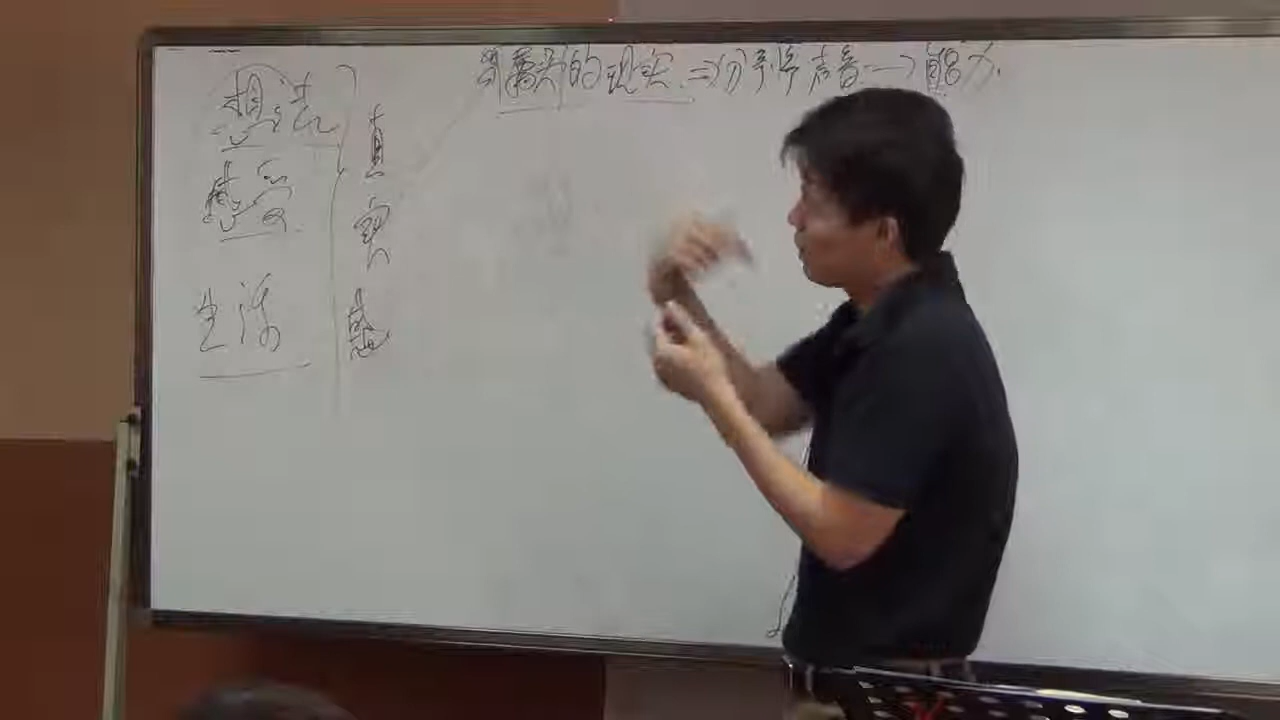 的现实 ⇒ 声音 → 能力.
想法
感受
生活
真实感